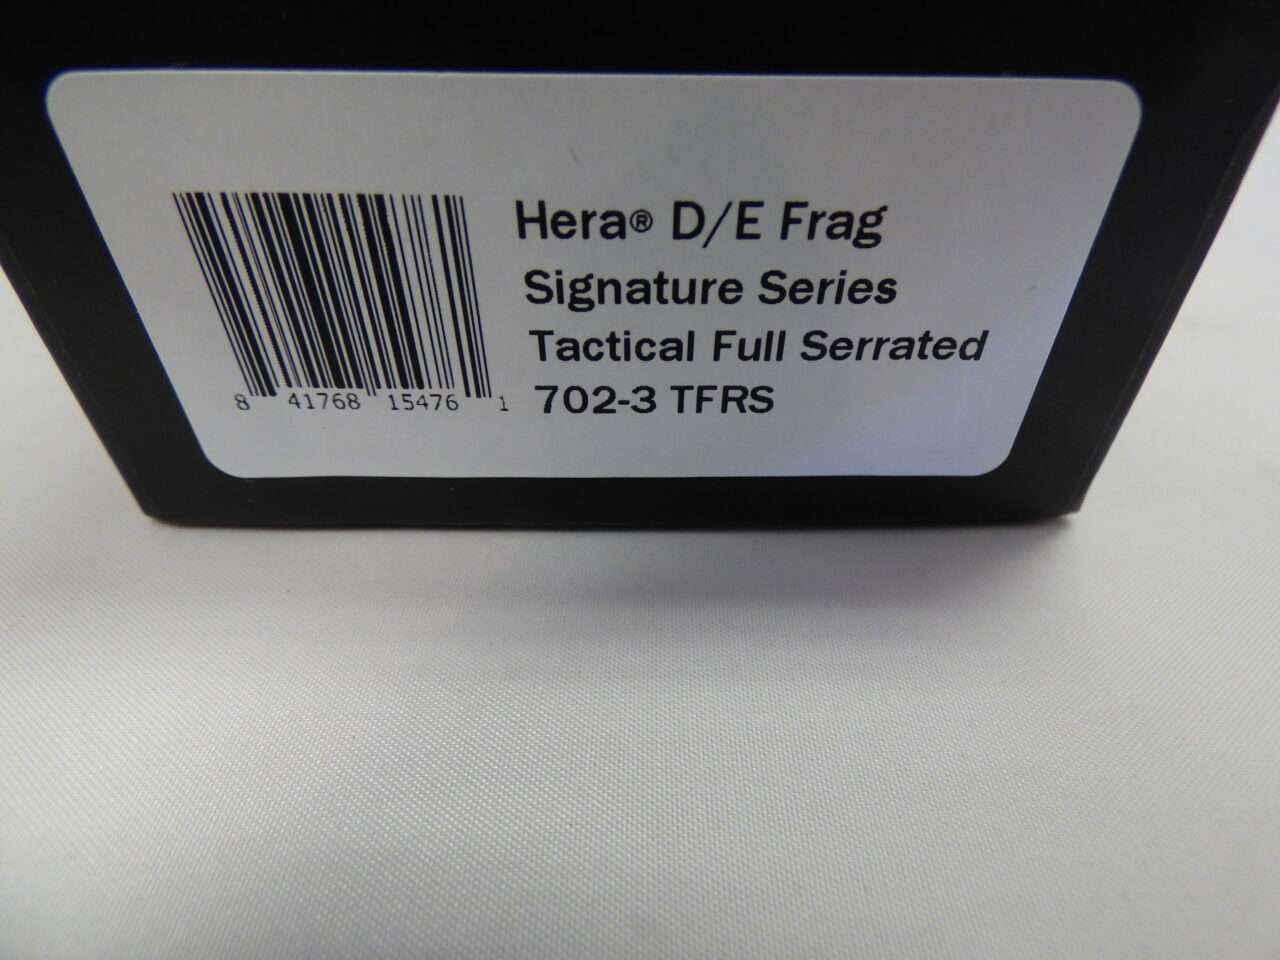 Hera® D/E Frag
Signature Series
Tactical Full Serrated
702-3 TFRS
8 41768 15476 1